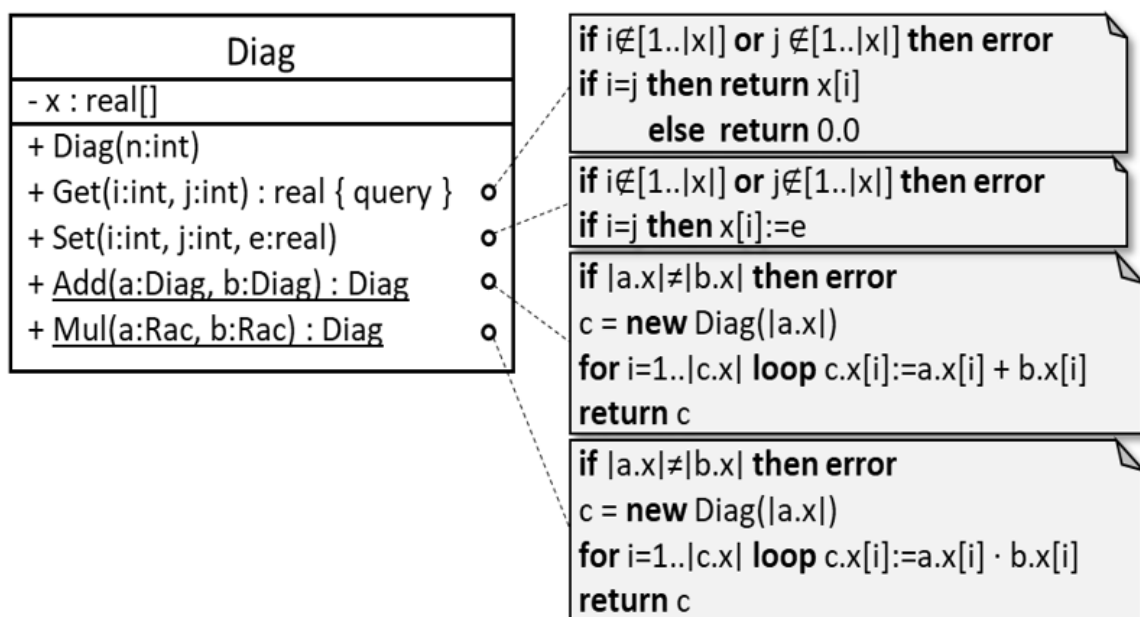 Diag
- x : real[]
+ Diag(n:int)
+ Get(i:int, j:int) : real { query }
+ Set(i:int, j:int, e:real)
+ Add(a:Diag, b:Diag) : Diag
+ Mul(a:Rac, b:Rac) : Diag
if i∉[1..|x|] or j ∉[1..|x|] then error
if i=j then return x[i]
else return 0.0
if i∉[1..|x|] or j∉[1..|x|] then error
if i=j then x[i]:=e
if |a.x|≠|b.x| then error
c = new Diag(|a.x|)
for i=1..|c.x| loop c.x[i]:=a.x[i] + b.x[i]
return c
if |a.x|≠|b.x| then error
c = new Diag(|a.x|)
for i=1..|c.x| loop c.x[i]:=a.x[i] · b.x[i]
return c